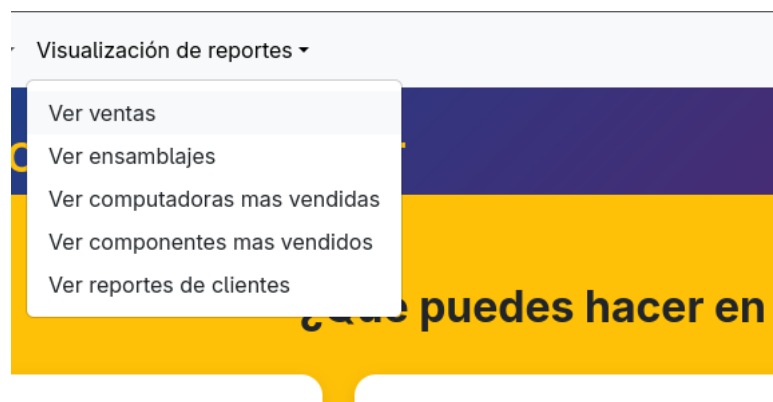 Visualización de reportes
Ver ventas
Ver ensamblajes
Ver computadoras mas vendidas
Ver componentes mas vendidos
Ver reportes de clientes
¿Qué puedes hacer en